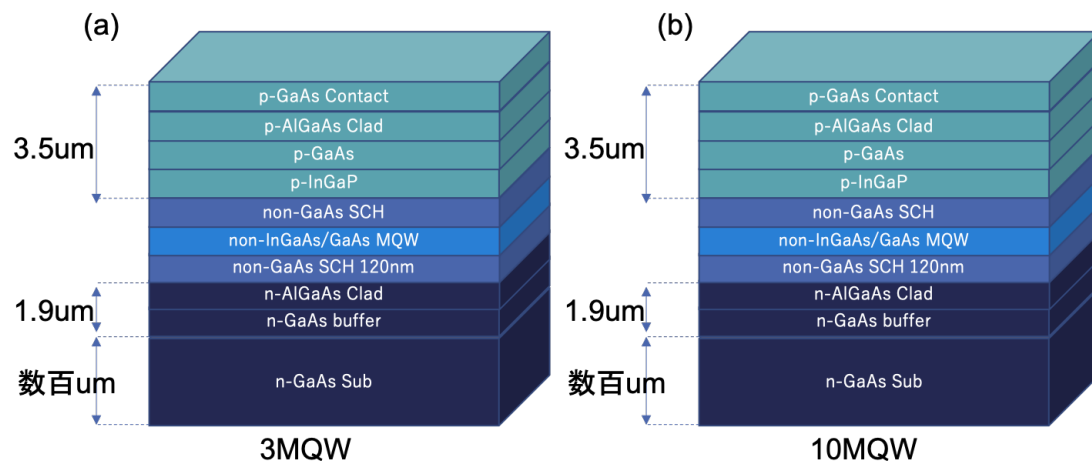 (a)
3.5um
p-GaAs Contact
p-AlGaAs Clad
p-GaAs
p-InGaP
non-GaAs SCH
non-InGaAs/GaAs MQW
non-GaAs SCH 120nm
1.9um
n-AlGaAs Clad
n-GaAs buffer
数百um
n-GaAs Sub
3MQW
(b)
3.5um
p-GaAs Contact
p-AlGaAs Clad
p-GaAs
p-InGaP
non-GaAs SCH
non-InGaAs/GaAs MQW
non-GaAs SCH 120nm
1.9um
n-AlGaAs Clad
n-GaAs buffer
数百um
n-GaAs Sub
10MQW